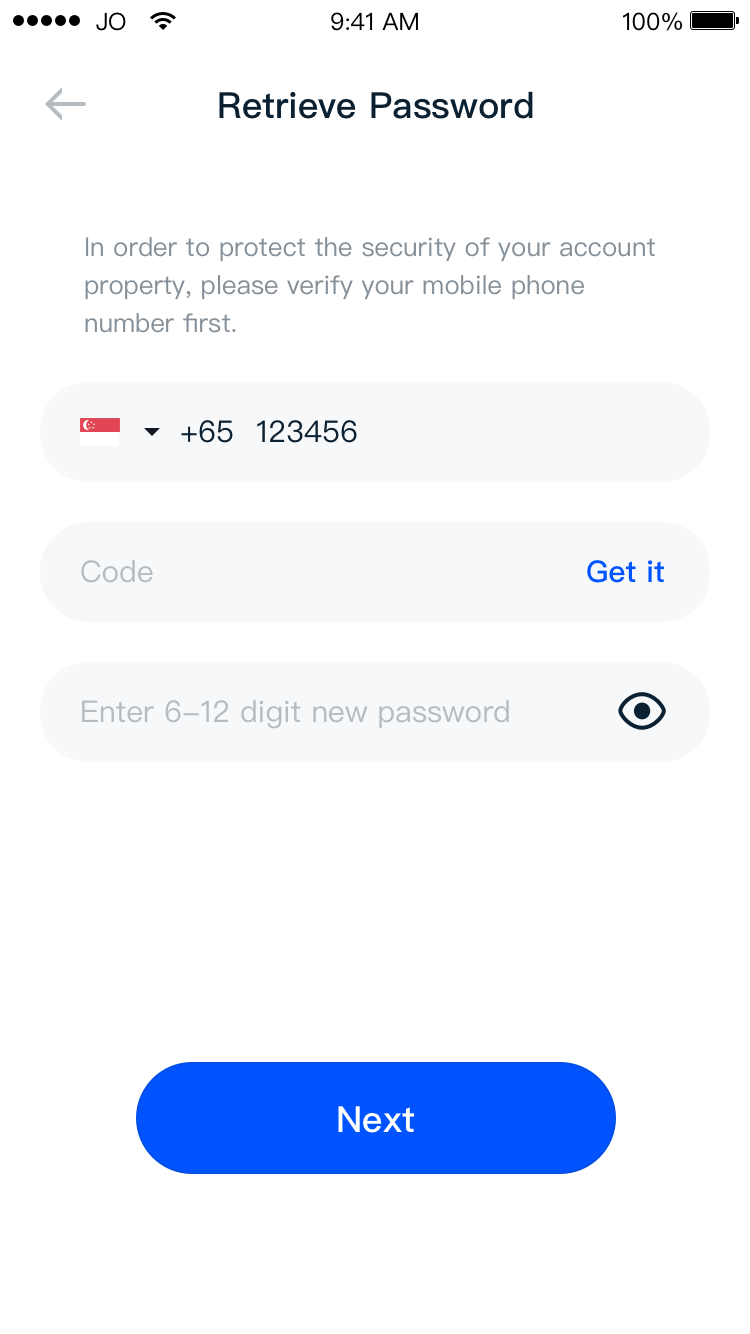 JO 9:41 AM 100%
Retrieve Password
In order to protect the security of your account
property, please verify your mobile phone
number first.
+65 123456
Code Get it
Enter 6–12 digit new password
Next